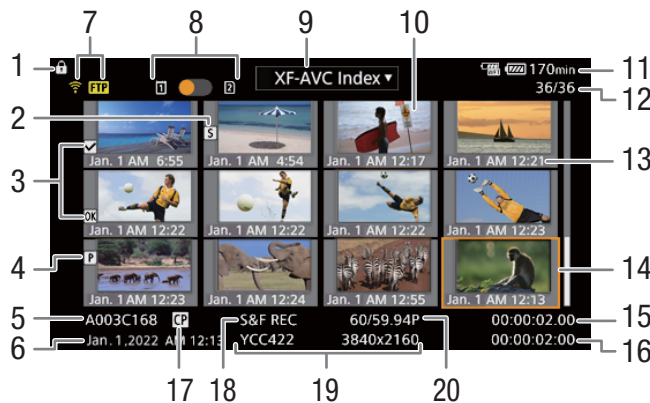 7 8 9 10
1 FTP 1 2 XF-AVC Index ▾ 170min 11
36/36 12
2 S
Jan. 1 AM 6:55 Jan. 1 AM 4:54 Jan. 1 AM 12:17 Jan. 1 AM 12:21 13
3 OK
Jan. 1 AM 12:22 Jan. 1 AM 12:22 Jan. 1 AM 12:22 Jan. 1 AM 12:23
4 P 14
Jan. 1 AM 12:23 Jan. 1 AM 12:24 Jan. 1 AM 12:55 Jan. 1 AM 12:13
5 A003C168 CP S&F REC 60/59.94P 00:00:02.00 15
6 Jan. 1,2022 AM 12:13 YCC422 3840x2160 00:00:02:00 16
17 18 19 20